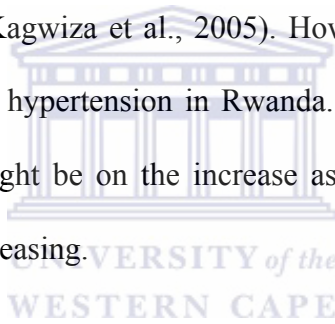 Kagwiza et al., 2005). How
hypertension in Rwanda.
ght be on the increase as
easing.
UNIVERSITY of the
WESTERN CAPE